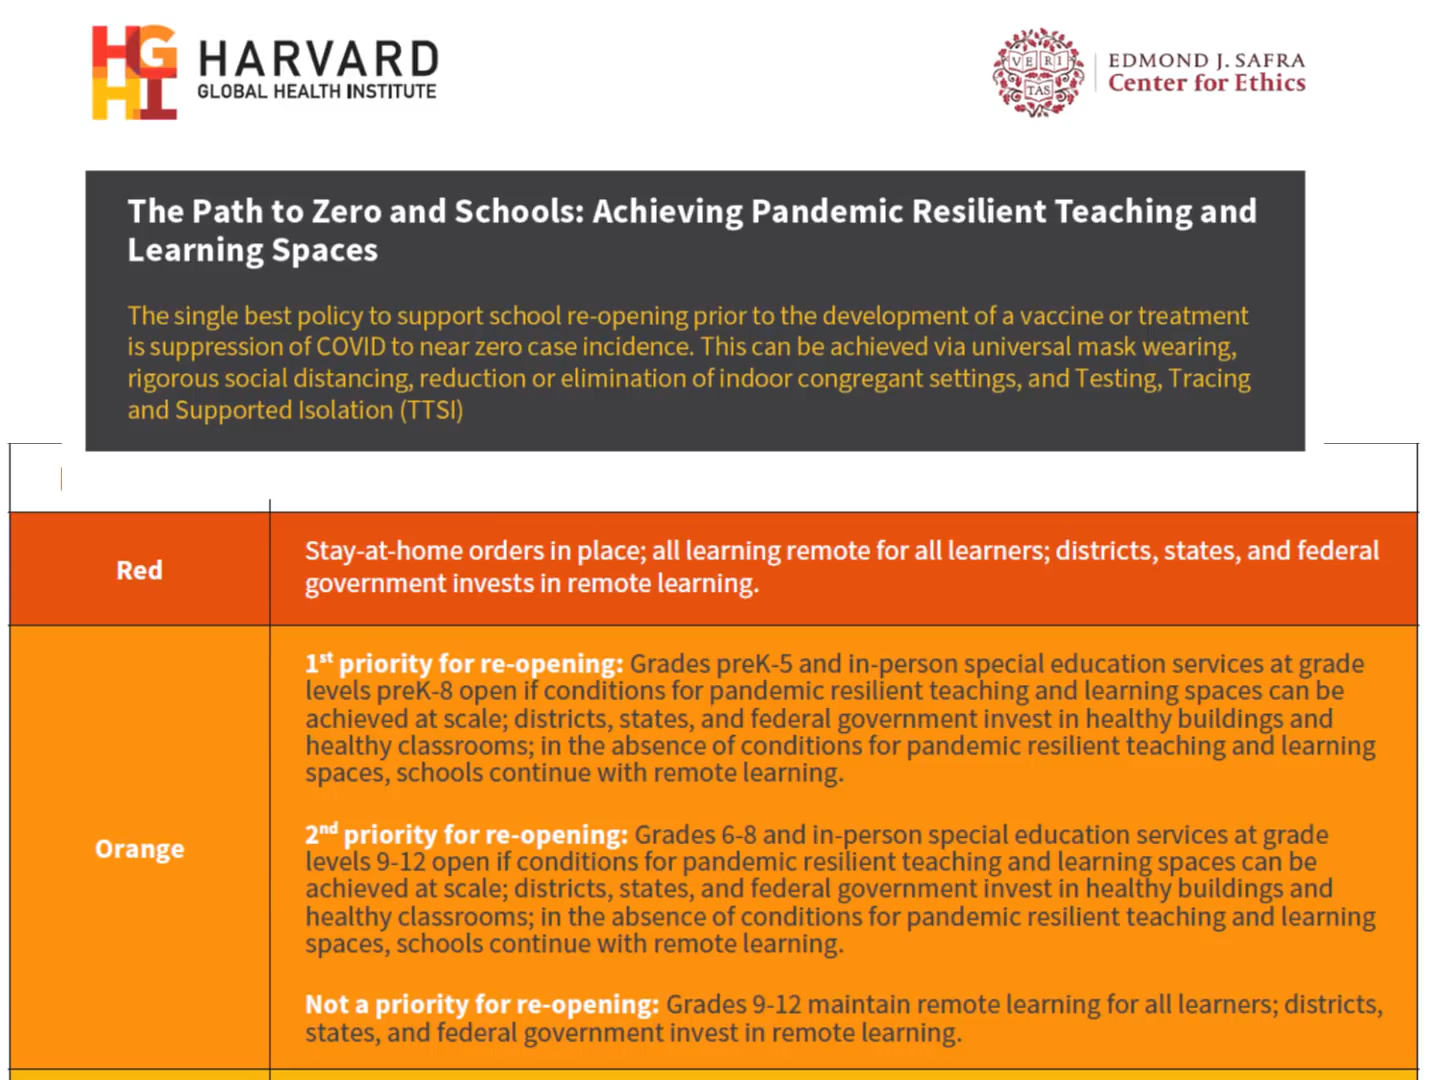 HGHI HARVARD
GLOBAL HEALTH INSTITUTE
VERITAS
EDMOND J. SAFRA
Center for Ethics
The Path to Zero and Schools: Achieving Pandemic Resilient Teaching and
Learning Spaces
The single best policy to support school re-opening prior to the development of a vaccine or treatment
is suppression of COVID to near zero case incidence. This can be achieved via universal mask wearing,
rigorous social distancing, reduction or elimination of indoor congregant settings, and Testing, Tracing
and Supported Isolation (TTSI)
Red
Stay-at-home orders in place; all learning remote for all learners; districts, states, and federal
government invests in remote learning.
Orange
1st priority for re-opening: Grades preK-5 and in-person special education services at grade
levels preK-8 open if conditions for pandemic resilient teaching and learning spaces can be
achieved at scale; districts, states, and federal government invest in healthy buildings and
healthy classrooms; in the absence of conditions for pandemic resilient teaching and learning
spaces, schools continue with remote learning.
2nd priority for re-opening: Grades 6-8 and in-person special education services at grade
levels 9-12 open if conditions for pandemic resilient teaching and learning spaces can be
achieved at scale; districts, states, and federal government invest in healthy buildings and
healthy classrooms; in the absence of conditions for pandemic resilient teaching and learning
spaces, schools continue with remote learning.
Not a priority for re-opening: Grades 9-12 maintain remote learning for all learners; districts,
states, and federal government invest in remote learning.